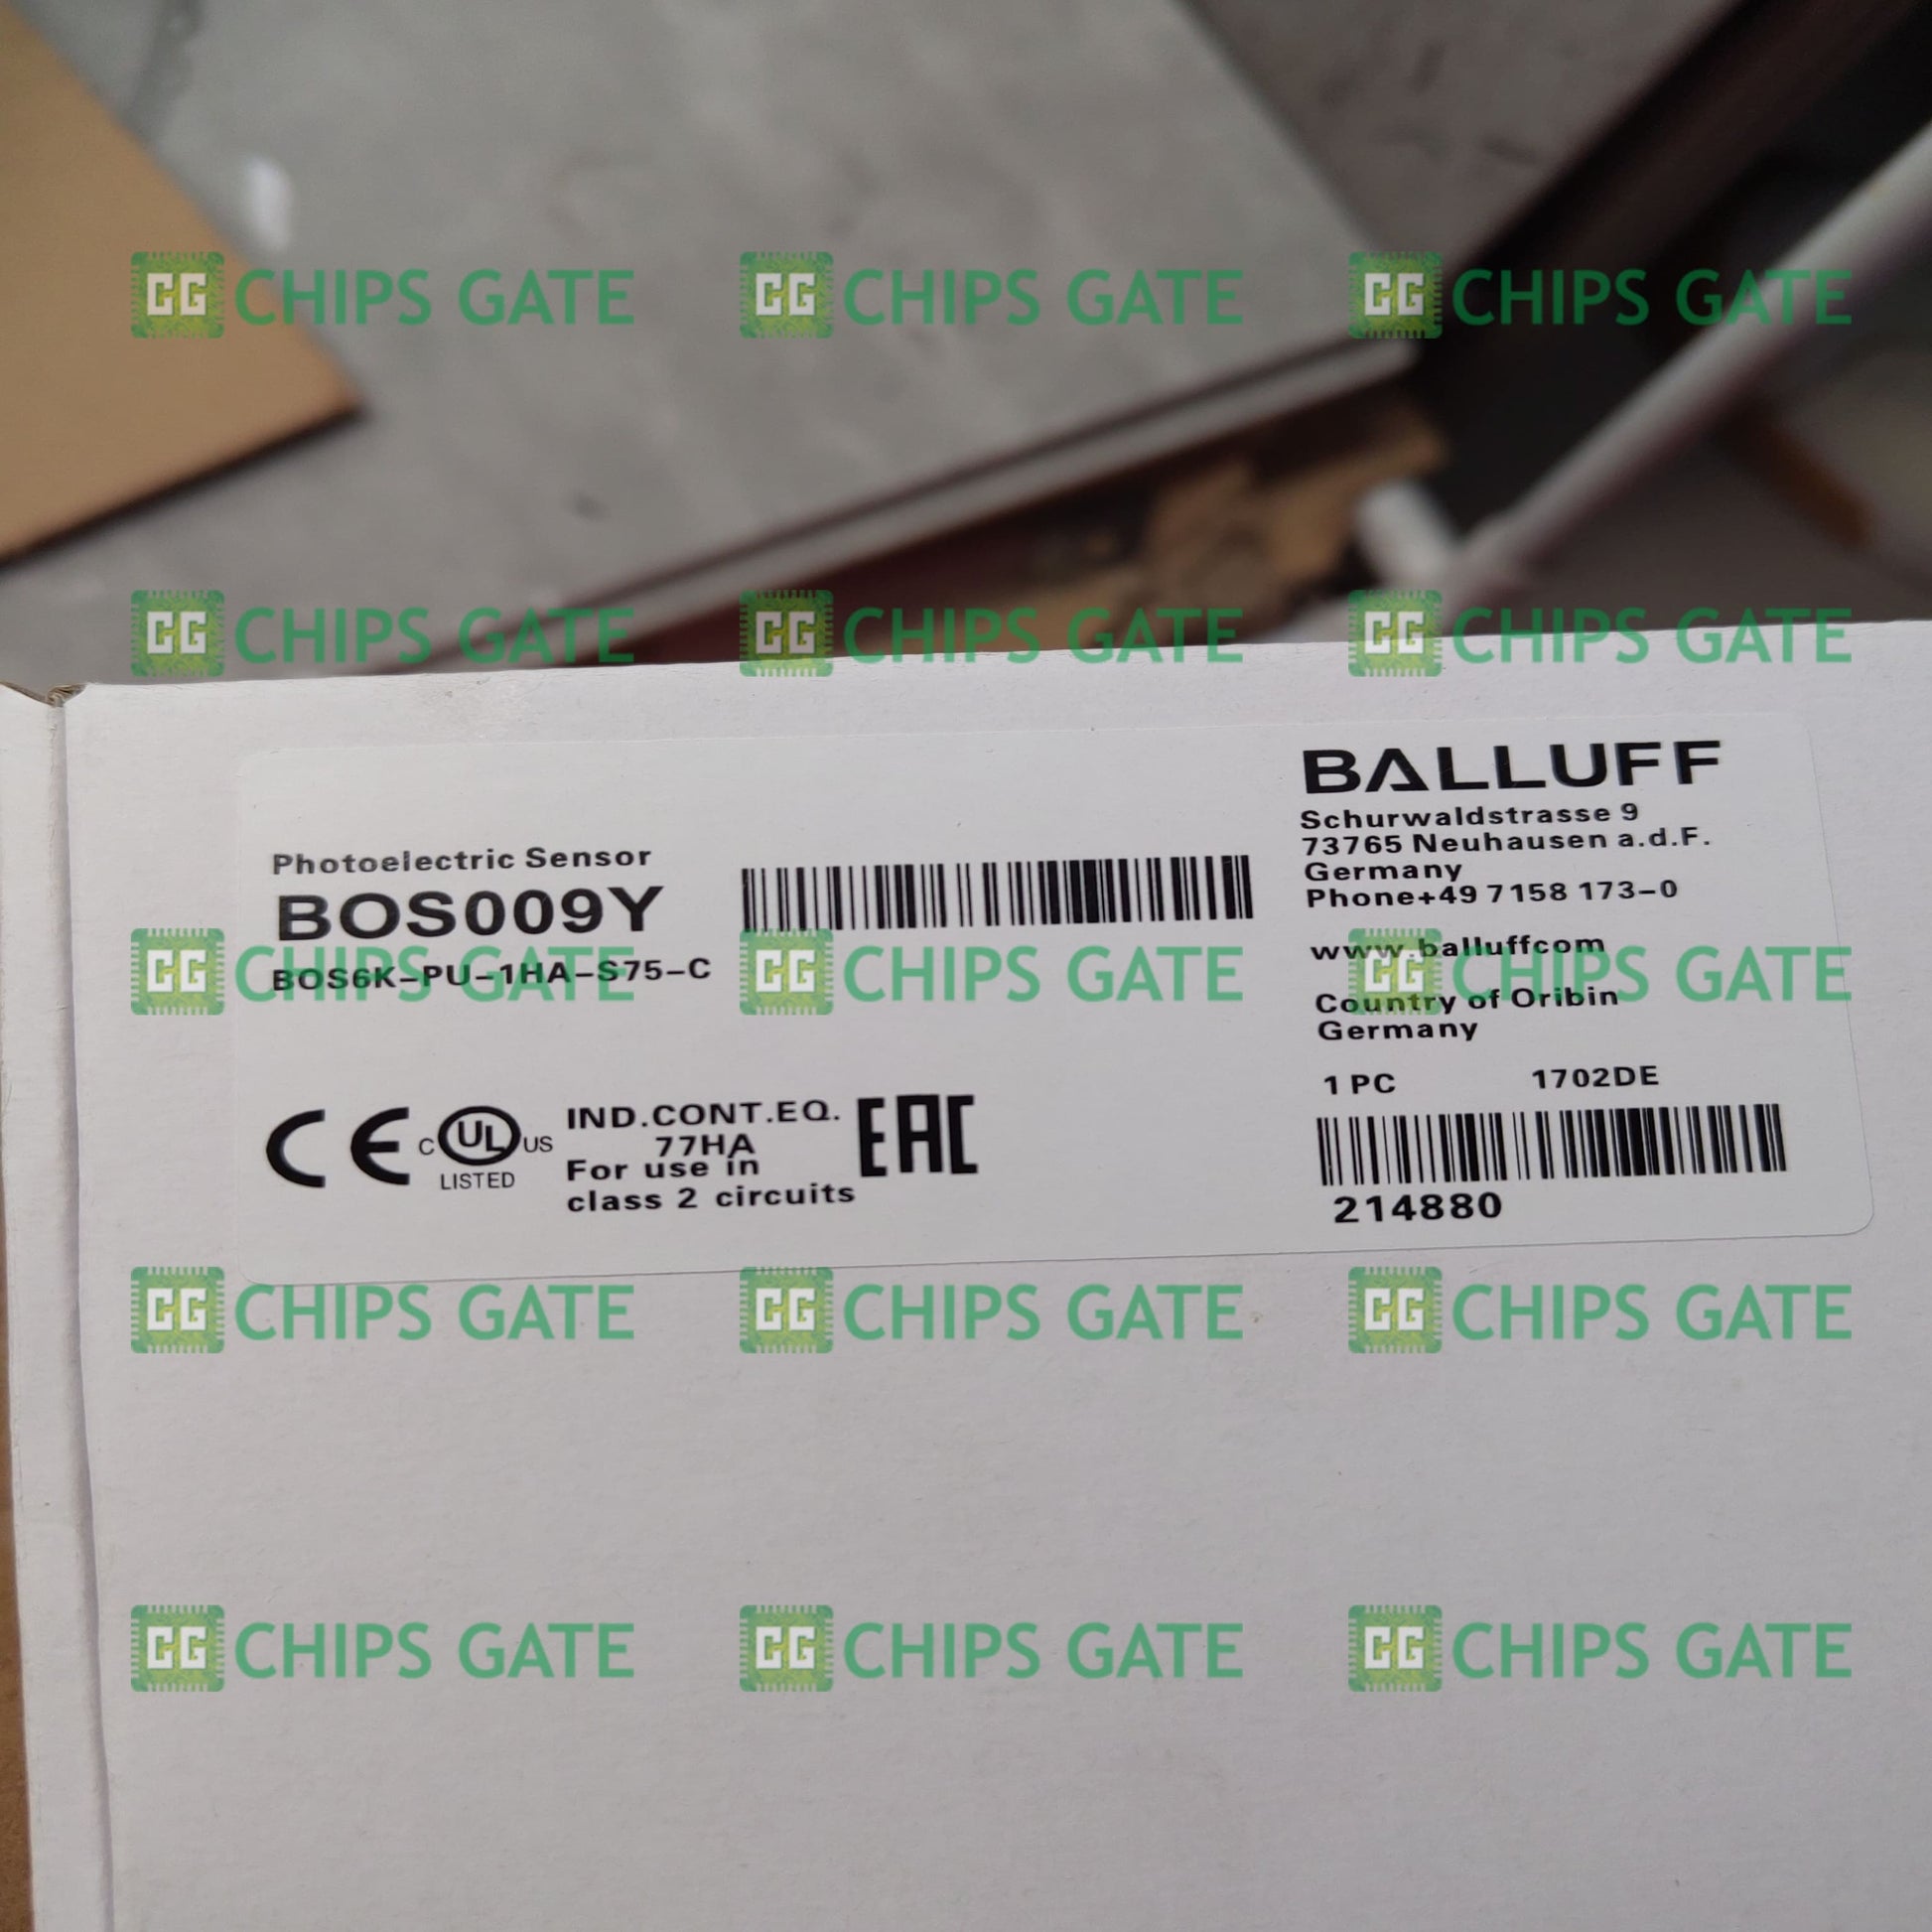 CG CHIPS GATE CG CHIPS GATE CG CHIPS GATE
CG CHIPS GATE CG CHIPS GATE CG CHIPS GATE
BALLUFF
Schurwaldstrasse 9
73765 Neuhausen a.d.F.
Germany
Phone+49 7158 173-0
www.balluffcom
Country of Oribin
Germany
1 PC 1702DE
214880
Photoelectric Sensor
BOS009Y
BOS6K-PU-1HA-S75-C
CG CHIPS GATE CG CHIPS GATE CG CHIPS GATE
CE C UL US
LISTED
IND.CONT.EQ.
77HA
For use in
class 2 circuits
EAC
CG CHIPS GATE CG CHIPS GATE CG CHIPS GATE
CG CHIPS GATE CG CHIPS GATE CG CHIPS GATE